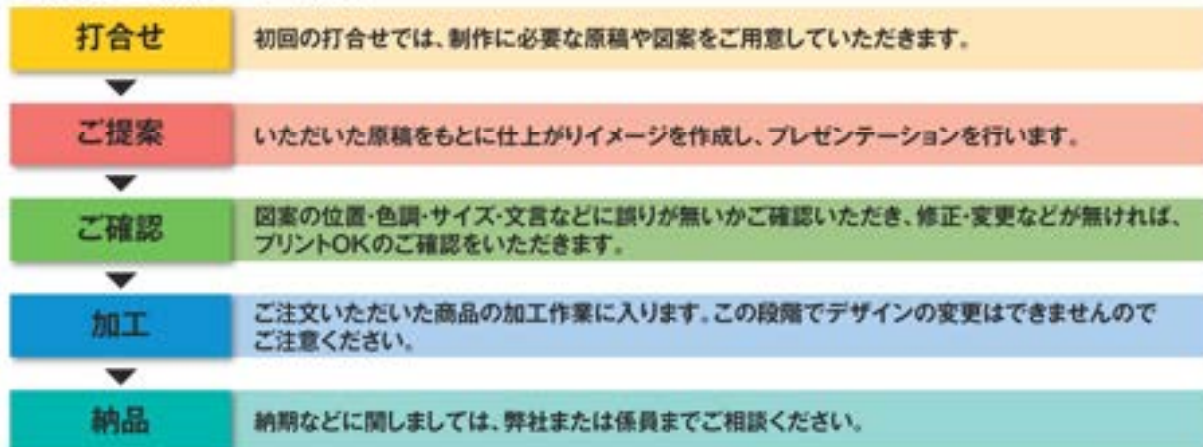 打合せ
初回の打合せでは、制作に必要な原稿や図案をご用意していただきます。
ご提案
いただいた原稿をもとに仕上がりイメージを作成し、プレゼンテーションを行います。
ご確認
図案の位置・色調・サイズ・文言などに誤りが無いかご確認いただき、修正・変更などが無ければ、
プリントOKのご確認をいただきます。
加工
ご注文いただいた商品の加工作業に入ります。この段階でデザインの変更はできませんので
ご注意ください。
納品
納期などに関しましては、弊社または係員までご相談ください。